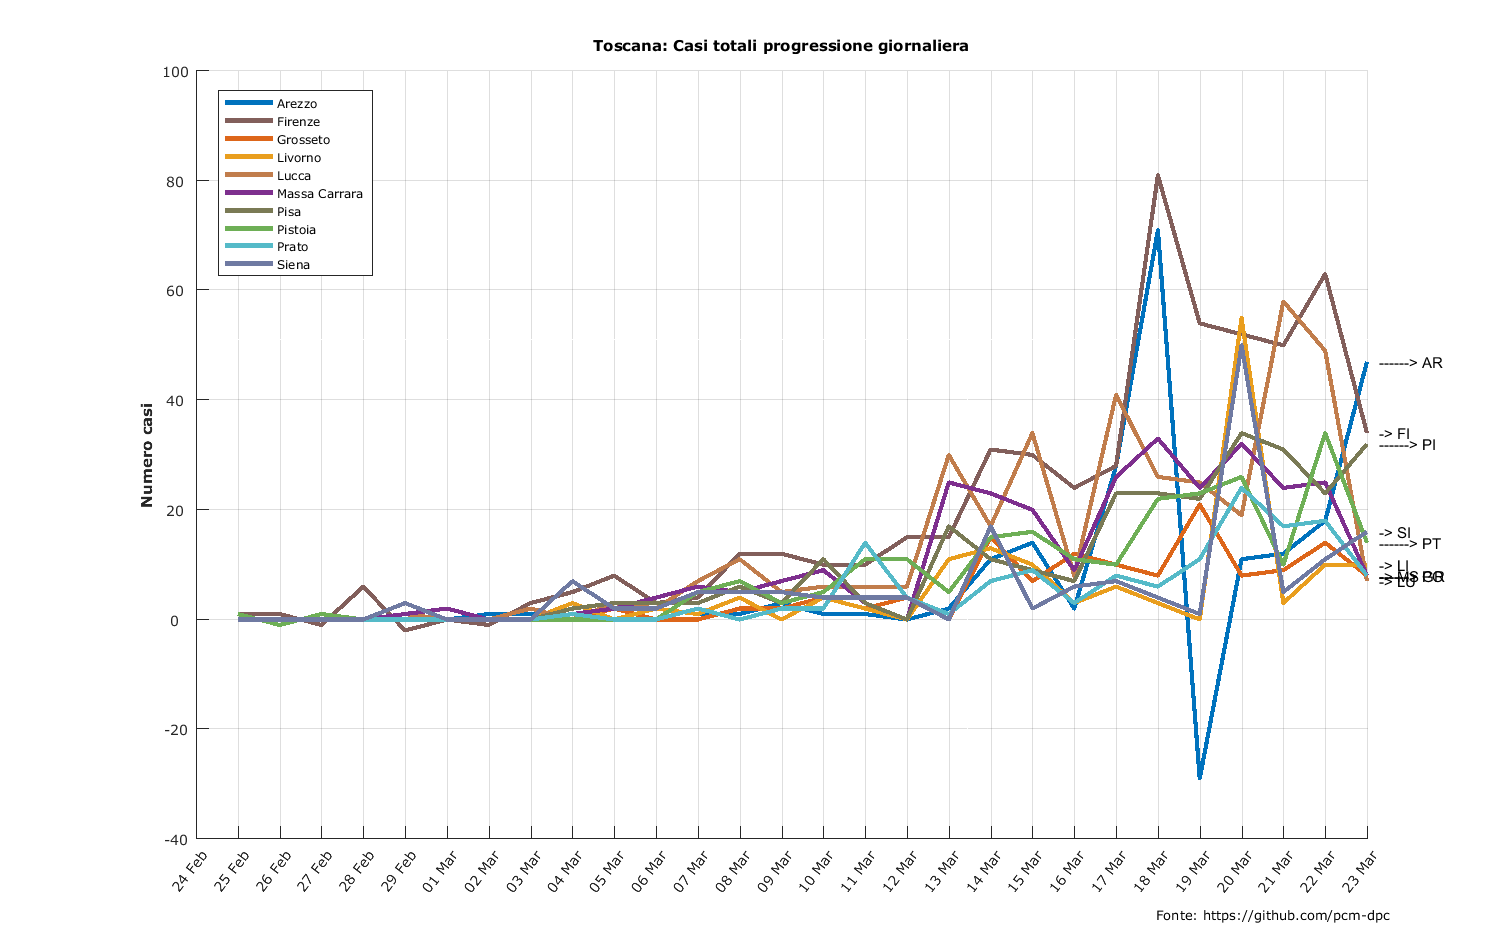 Toscana: Casi totali progressione giornaliera
100
80
60
40
20
0
-20
-40
Numero casi
Arezzo
Firenze
Grosseto
Livorno
Lucca
Massa Carrara
Pisa
Pistoia
Prato
Siena
------> AR
-> FI
------> PI
-> SI
------> PT
-> LI
24 Feb
25 Feb
26 Feb
27 Feb
28 Feb
29 Feb
01 Mar
02 Mar
03 Mar
04 Mar
05 Mar
06 Mar
07 Mar
08 Mar
09 Mar
10 Mar
11 Mar
12 Mar
13 Mar
14 Mar
15 Mar
16 Mar
17 Mar
18 Mar
19 Mar
20 Mar
21 Mar
22 Mar
23 Mar
Fonte: https://github.com/pcm-dpc